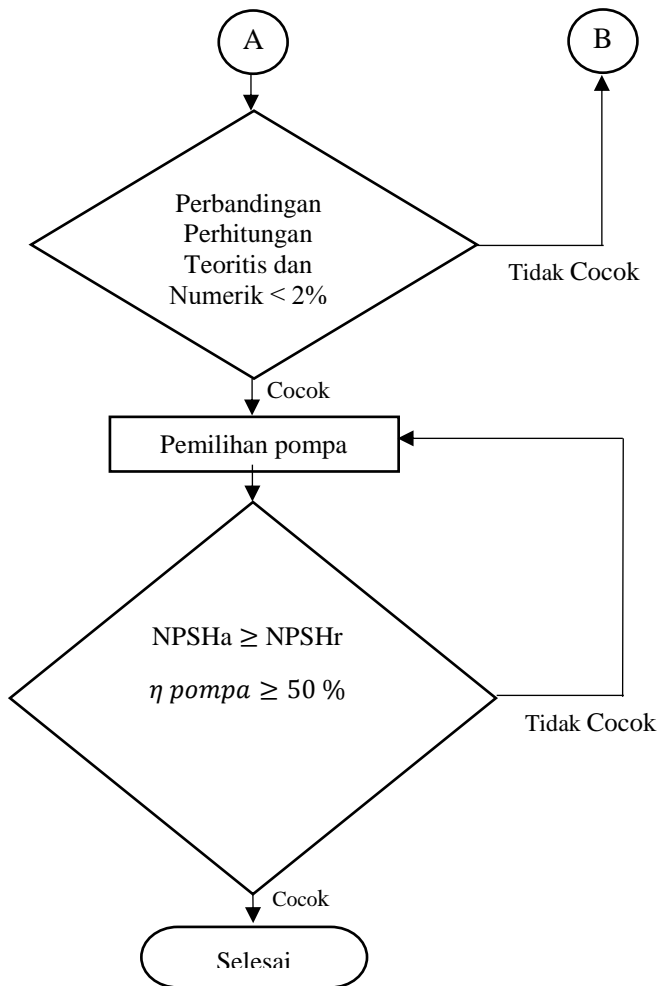 A
B
Perbandingan
Perhitungan
Teoritis dan
Numerik < 2%
Tidak Cocok
Cocok
Pemilihan pompa
NPSHa ≥ NPSHr
η pompa ≥ 50 %
Tidak Cocok
Cocok
Selesai